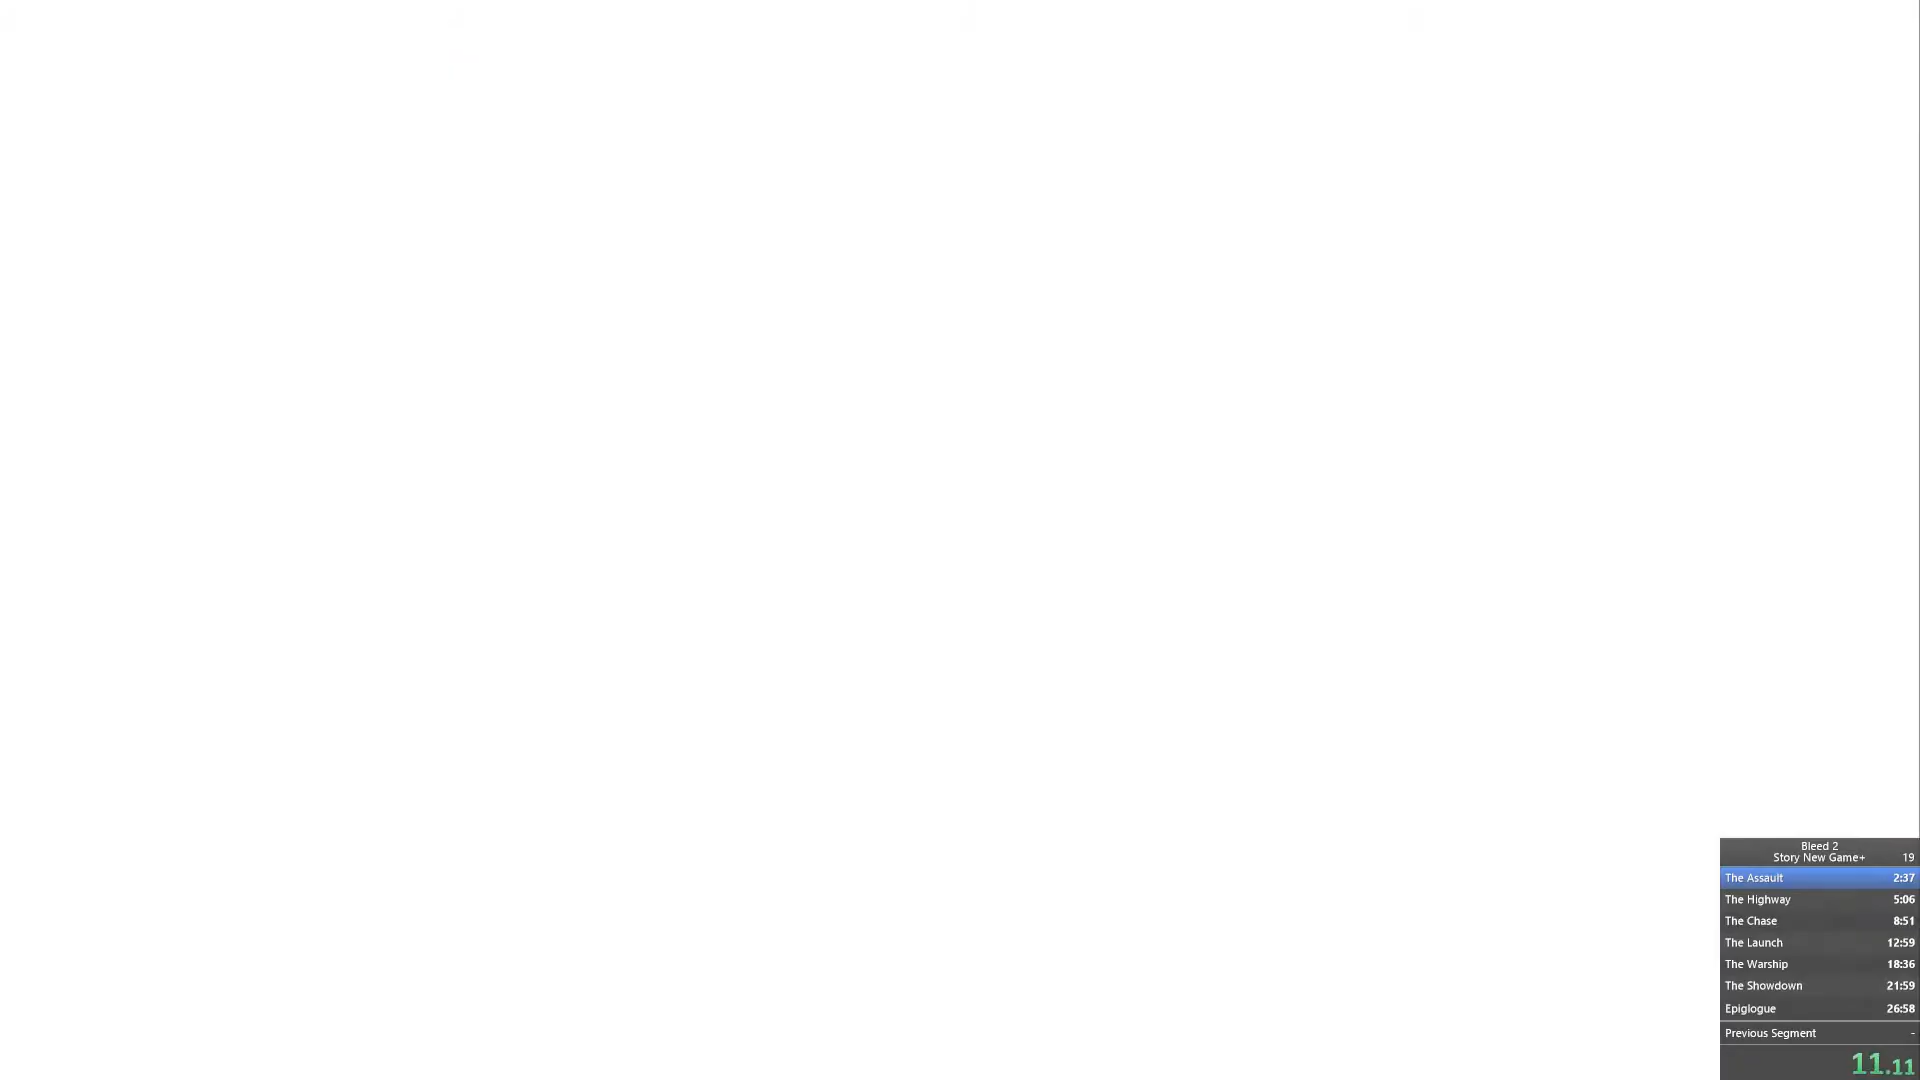 Bleed 2
Story New Game+ 19
The Assault 2:37
The Highway 5:06
The Chase 8:51
The Launch 12:59
The Warship 18:36
The Showdown 21:59
Epiglogue 26:58
Previous Segment -
11.11